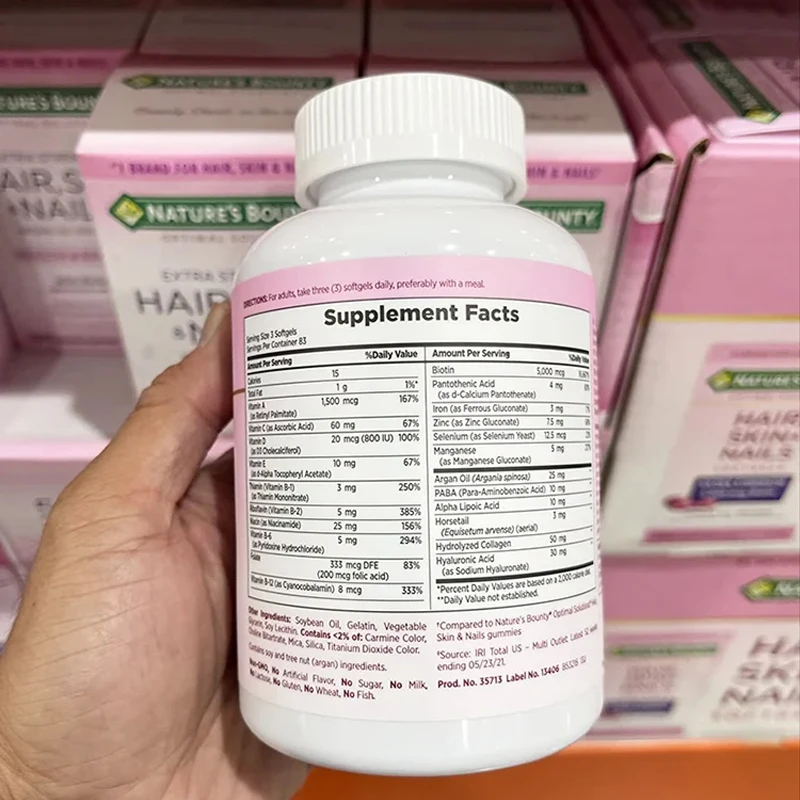 NATURE'S BOUNTY
#1 BRAND FOR HAIR, SKIN &
NATURE'S BOUN
OUNTY
EXTRA ST
HAIR
NATURE'S
HAIR
SKIN &
NAILS
DIRECTIONS: For adults, take three (3) softgels daily, preferably with a meal.
Supplement Facts
Serving Size 3 Softgels
Servings Per Container 83
Amount Per Serving %Daily Value
Calories 15
Total Fat 1 g 1%*
Vitamin A 1,500 mcg 167%
(as Retinyl Palmitate)
Vitamin C (as Ascorbic Acid) 60 mg 67%
Vitamin D 20 mcg (800 IU) 100%
(as D3 Cholecalciferol)
Vitamin E 10 mg 67%
(as d-Alpha Tocopheryl Acetate)
Thiamin (Vitamin B-1) 3 mg 250%
(as Thiamin Mononitrate)
Riboflavin (Vitamin B-2) 5 mg 385%
Niacin (as Niacinamide) 25 mg 156%
Vitamin B-6 5 mg 294%
(as Pyridoxine Hydrochloride)
Folate 333 mcg DFE 83%
(200 mcg folic acid)
Vitamin B-12 (as Cyanocobalamin) 8 mcg 333%
Amount Per Serving %Daily Value
Biotin 5,000 mcg
Pantothenic Acid 4 mg
(as d-Calcium Pantothenate)
Iron (as Ferrous Gluconate) 3 mg
Zinc (as Zinc Gluconate) 7.5 mg
Selenium (as Selenium Yeast) 12.5 mcg
Manganese 5 mg
(as Manganese Gluconate)
Argan Oil (Argania spinosa) 25 mg
PABA (Para-Aminobenzoic Acid) 10 mg
Alpha Lipoic Acid 10 mg
Horsetail 3 mg
(Equisetum arvense) (aerial)
Hydrolyzed Collagen 50 mg
Hyaluronic Acid 30 mg
(as Sodium Hyaluronate)
*Percent Daily Values are based on a 2,000 calorie diet.
**Daily Value not established.
Other Ingredients: Soybean Oil, Gelatin, Vegetable
Glycerin, Soy Lecithin. Contains <2% of: Carmine Color,
Choline Bitartrate, Mica, Silica, Titanium Dioxide Color.
Contains soy and tree nut (argan) ingredients.
Non-GMO, No Artificial Flavor, No Sugar, No Milk,
No Lactose, No Gluten, No Wheat, No Fish.
†Compared to Nature's Bounty® Optimal Solutions®
Skin & Nails gummies
‡Source: IRI Total US – Multi Outlet, Latest 52 weeks
ending 05/23/21.
Prod. No. 35713 Label No. 13406